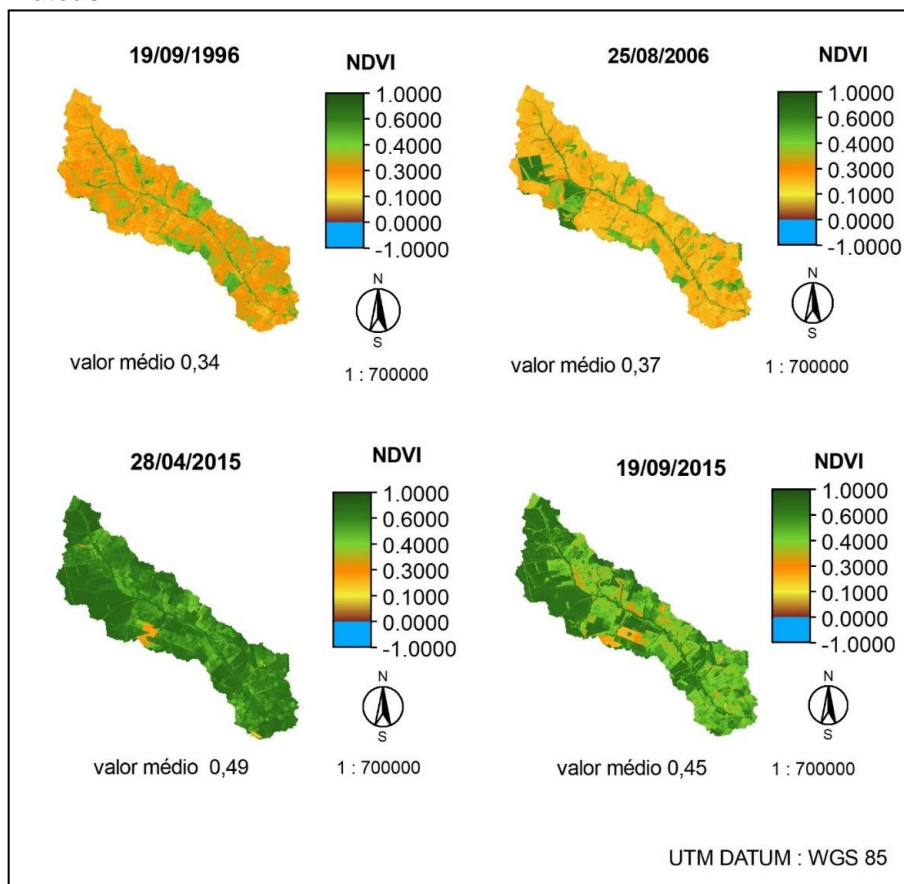 19/09/1996
NDVI
1.0000
0.6000
0.4000
0.3000
0.1000
0.0000
-1.0000
N
S
valor médio 0,34
1 : 700000
25/08/2006
NDVI
1.0000
0.6000
0.4000
0.3000
0.1000
0.0000
-1.0000
N
S
valor médio 0,37
1 : 700000
28/04/2015
NDVI
1.0000
0.6000
0.4000
0.3000
0.1000
0.0000
-1.0000
N
S
valor médio 0,49
1 : 700000
19/09/2015
NDVI
1.0000
0.6000
0.4000
0.3000
0.1000
0.0000
-1.0000
N
S
valor médio 0,45
1 : 700000
UTM DATUM : WGS 85